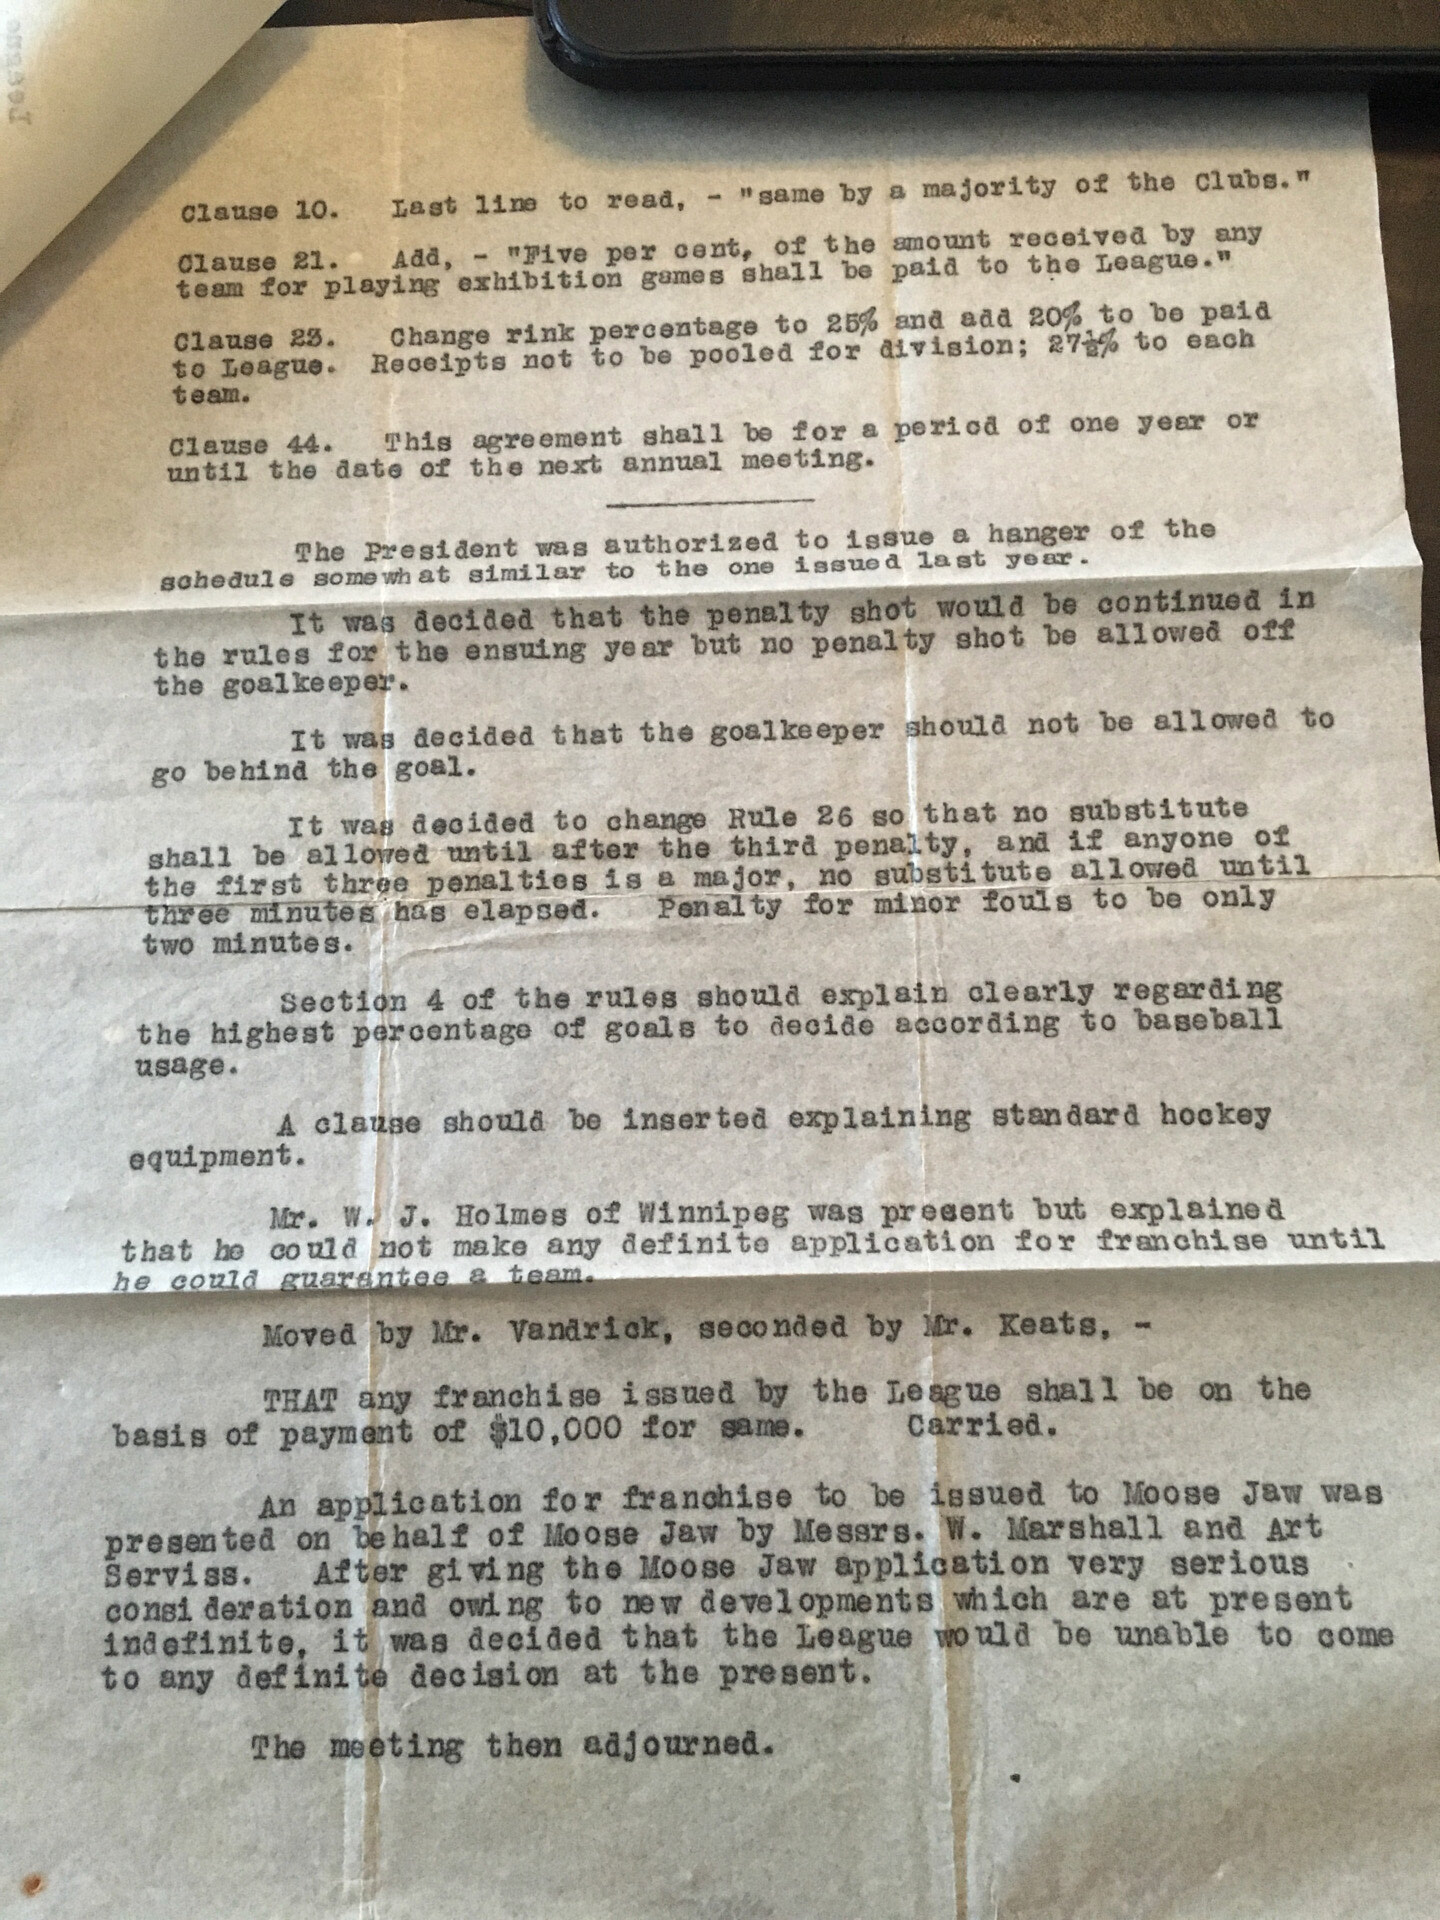 Clause 10.   Last line to read, - "same by a majority of the Clubs."
Clause 21.   Add, - "Five per cent, of the amount received by any
team for playing exhibition games shall be paid to the League."
Clause 23.   Change rink percentage to 25% and add 20% to be paid
to League.  Receipts not to be pooled for division; 27½% to each
team.
Clause 44.   This agreement shall be for a period of one year or
until the date of the next annual meeting.
The President was authorized to issue a hanger of the
schedule somewhat similar to the one issued last year.
It was decided that the penalty shot would be continued in
the rules for the ensuing year but no penalty shot be allowed off
the goalkeeper.
It was decided that the goalkeeper should not be allowed to
go behind the goal.
It was decided to change Rule 26 so that no substitute
shall be allowed until after the third penalty, and if anyone of
the first three penalties is a major, no substitute allowed until
three minutes has elapsed.   Penalty for minor fouls to be only
two minutes.
Section 4 of the rules should explain clearly regarding
the highest percentage of goals to decide according to baseball
usage.
A clause should be inserted explaining standard hockey
equipment.
Mr. W. J. Holmes of Winnipeg was present but explained
that he could not make any definite application for franchise until
he could guarantee a team.
Moved by Mr. Vandrick, seconded by Mr. Keats, -
THAT any franchise issued by the League shall be on the
basis of payment of $10,000 for same.     Carried.
An application for franchise to be issued to Moose Jaw was
presented on behalf of Moose Jaw by Messrs. W. Marshall and Art
Serviss.   After giving the Moose Jaw application very serious
consideration and owing to new developments which are at present
indefinite, it was decided that the League would be unable to come
to any definite decision at the present.
The meeting then adjourned.